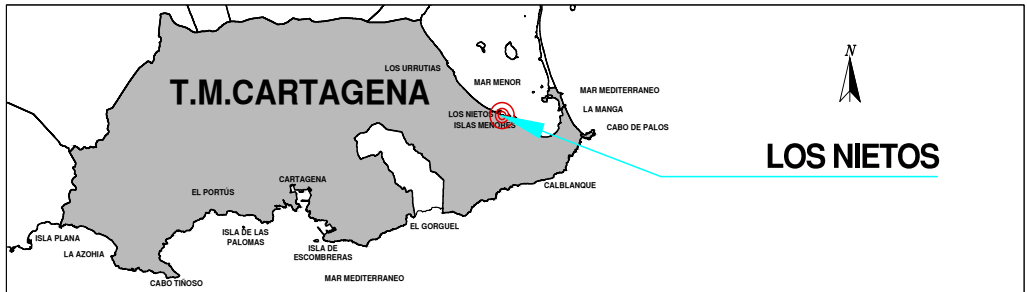 LOS URRUTIAS
MAR MENOR
N
T.M.CARTAGENA
MAR MEDITERRANEO
LA MANGA
LOS NIETOS
ISLAS MENORES
CABO DE PALOS
LOS NIETOS
CARTAGENA
CALBLANQUE
EL PORTÚS
EL GORGUEL
ISLA PLANA
ISLA DE LAS
PALOMAS
LA AZOHIA
ISLA DE
ESCOMBRERAS
CABO TIÑOSO
MAR MEDITERRANEO